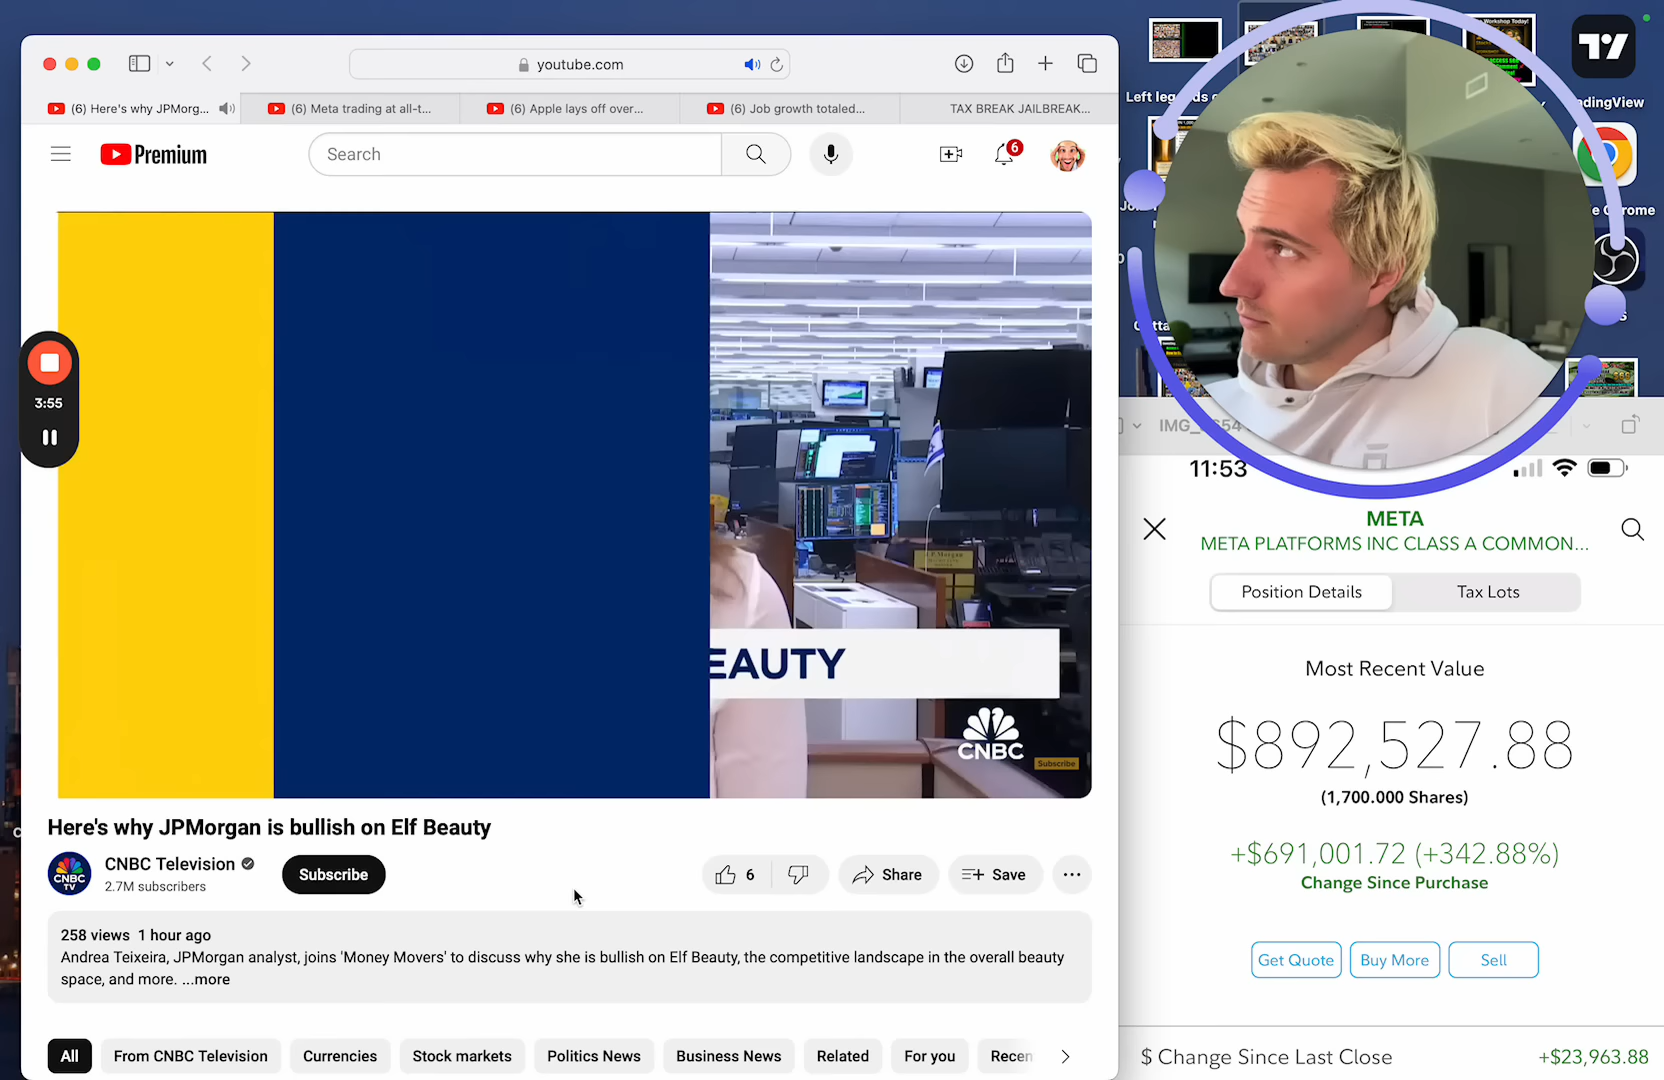 youtube.com
(6) Here's why JPMorg...
(6) Meta trading at all-t...
(6) Apple lays off over...
(6) Job growth totaled...
TAX BREAK JAILBREAK...
Premium
Search
6
3:55
EAUTY
CNBC
Subscribe
Here's why JPMorgan is bullish on Elf Beauty
CNBC TV
CNBC Television
2.7M subscribers
Subscribe
6
Share
Save
258 views 1 hour ago
Andrea Teixeira, JPMorgan analyst, joins 'Money Movers' to discuss why she is bullish on Elf Beauty, the competitive landscape in the overall beauty
space, and more. ...more
All
From CNBC Television
Currencies
Stock markets
Politics News
Business News
Related
For you
Recen
Workshop Today!
Left
11:53
META
META PLATFORMS INC CLASS A COMMON...
Position Details
Tax Lots
Most Recent Value
$892,527.88
(1,700.000 Shares)
+$691,001.72 (+342.88%)
Change Since Purchase
Get Quote
Buy More
Sell
$ Change Since Last Close
+$23,963.88